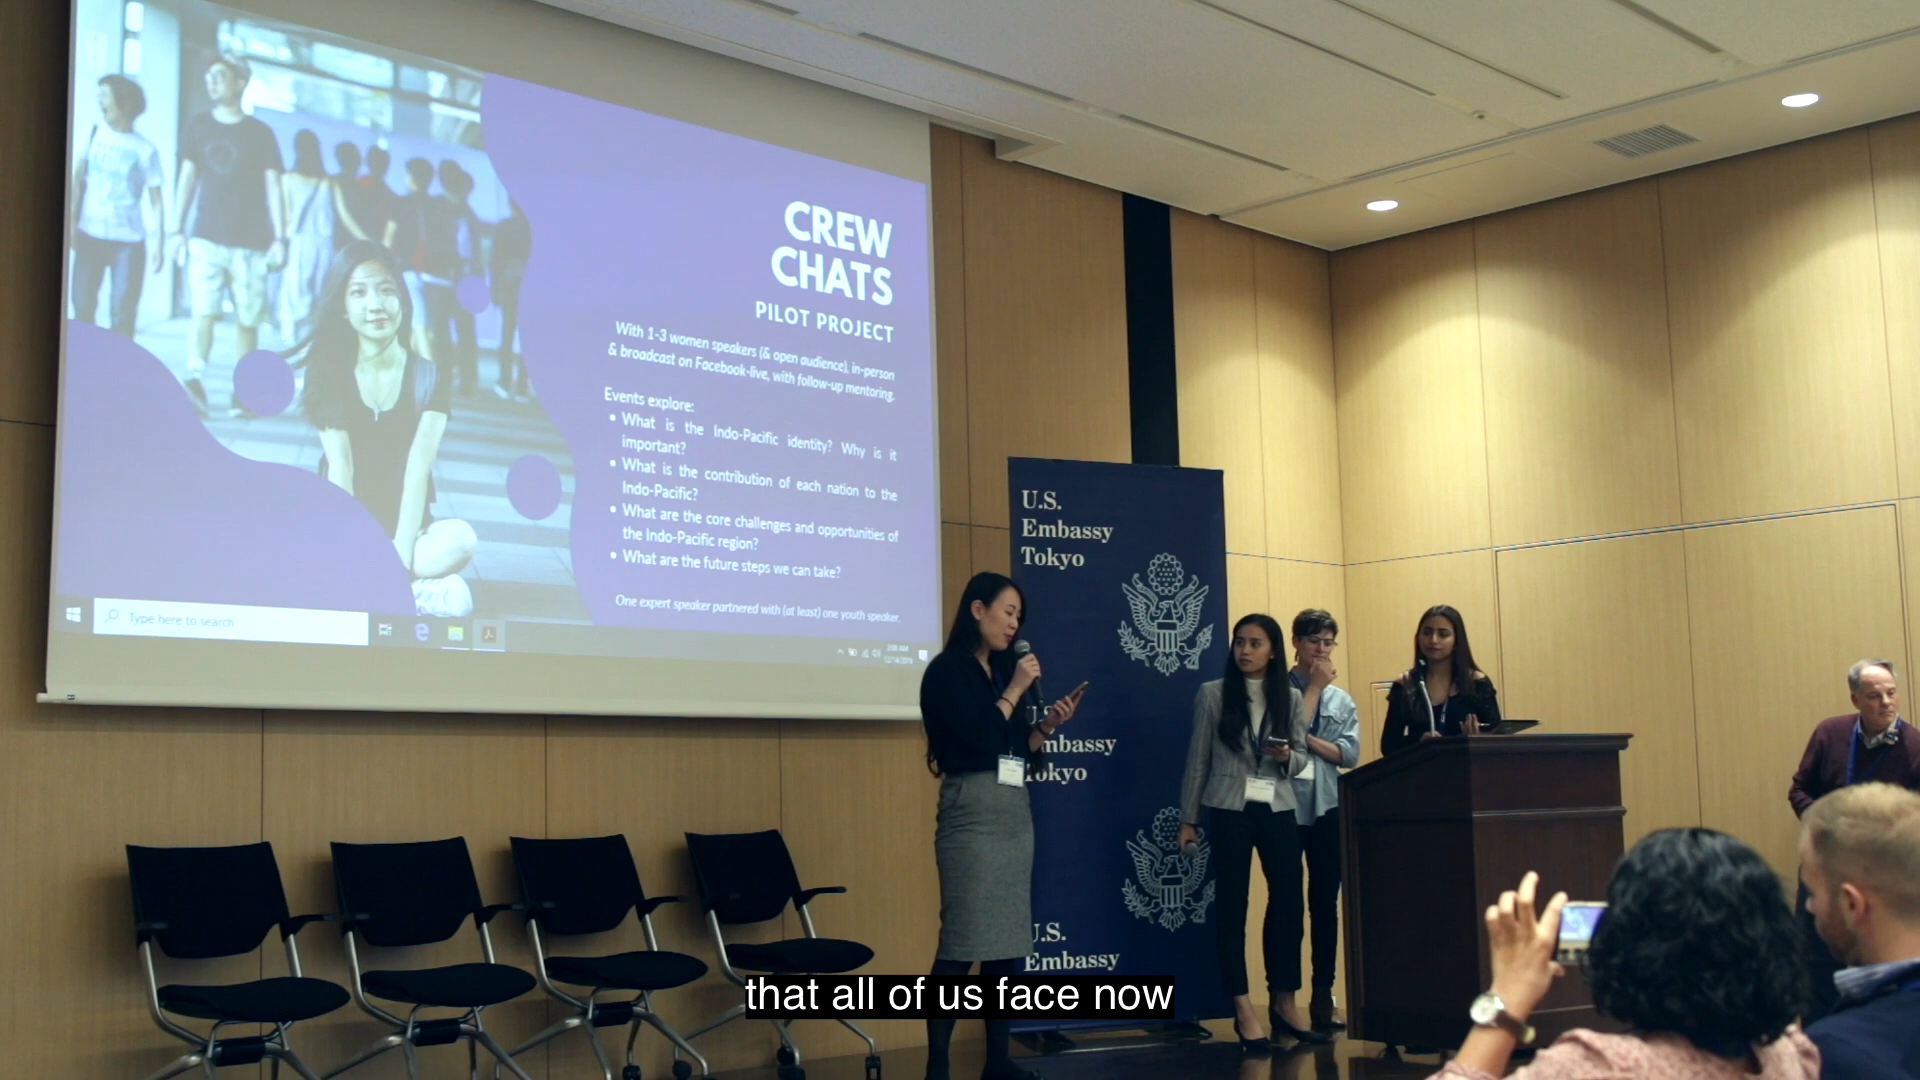 CREW
CHATS
PILOT PROJECT
With 1-3 women speakers (& open audience), in-person
& broadcast on Facebook-live, with follow-up mentoring.
Events explore:
• What is the Indo-Pacific identity? Why is it
important?
• What is the contribution of each nation to the
Indo-Pacific?
• What are the core challenges and opportunities of
the Indo-Pacific region?
• What are the future steps we can take?
One expert speaker partnered with (at least) one youth speaker.
Type here to search
U.S.
Embassy
Tokyo
U.S.
mbassy
Tokyo
U.S.
Embassy
that all of us face now